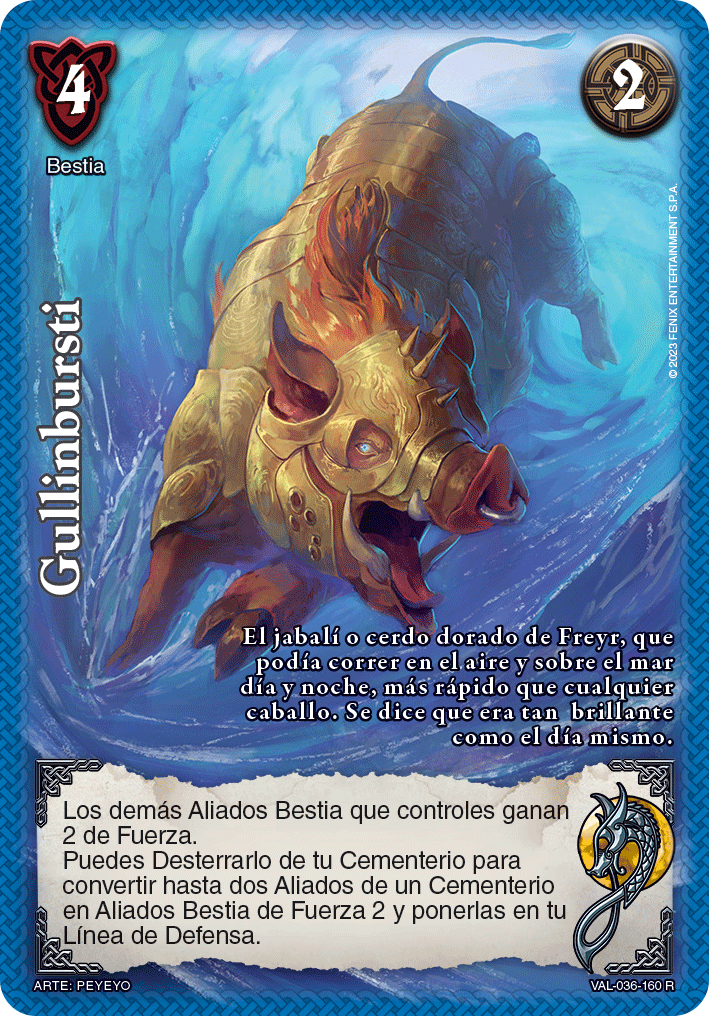 4
2
Bestia
© 2023 FENIX ENTERTAINMENT S.P.A.
Gullinbursti
El jabalí o cerdo dorado de Freyr, que
podía correr en el aire y sobre el mar
día y noche, más rápido que cualquier
caballo. Se dice que era tan brillante
como el día mismo.
Los demás Aliados Bestia que controles ganan
2 de Fuerza.
Puedes Desterrarlo de tu Cementerio para
convertir hasta dos Aliados de un Cementerio
en Aliados Bestia de Fuerza 2 y ponerlas en tu
Línea de Defensa.
ARTE: PEYEYO
VAL-036-160 R